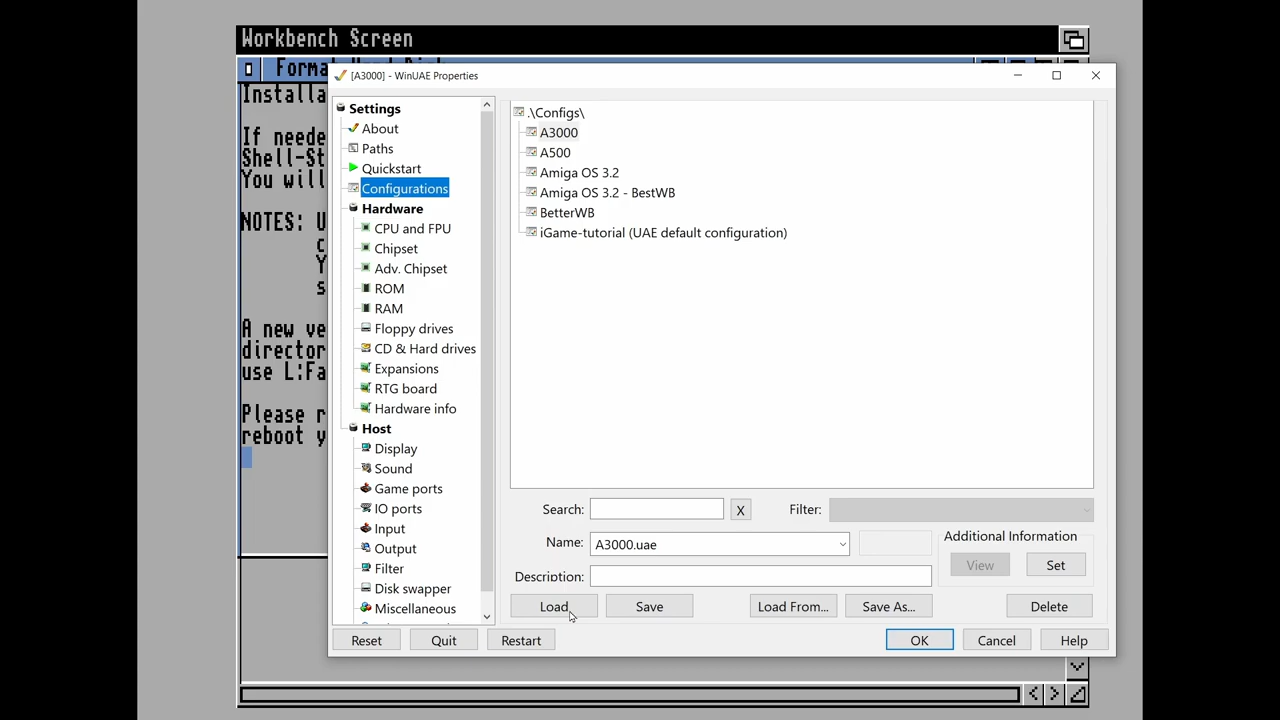 Workbench Screen
Forma
[A3000] - WinUAE Properties
Installa
If neede
Shell-St
You will
NOTES: U
c
Y
s
A new ve
director
use L:Fa
Please r
reboot y
Settings
About
Paths
Quickstart
Configurations
Hardware
CPU and FPU
Chipset
Adv. Chipset
ROM
RAM
Floppy drives
CD & Hard drives
Expansions
RTG board
Hardware info
Host
Display
Sound
Game ports
IO ports
Input
Output
Filter
Disk swapper
Miscellaneous
.\Configs\
A3000
A500
Amiga OS 3.2
Amiga OS 3.2 - BestWB
BetterWB
iGame-tutorial (UAE default configuration)
Search: X Filter:
Name: A3000.uae
Additional Information
View Set
Description:
Load Save Load From... Save As... Delete
Reset Quit Restart OK Cancel Help